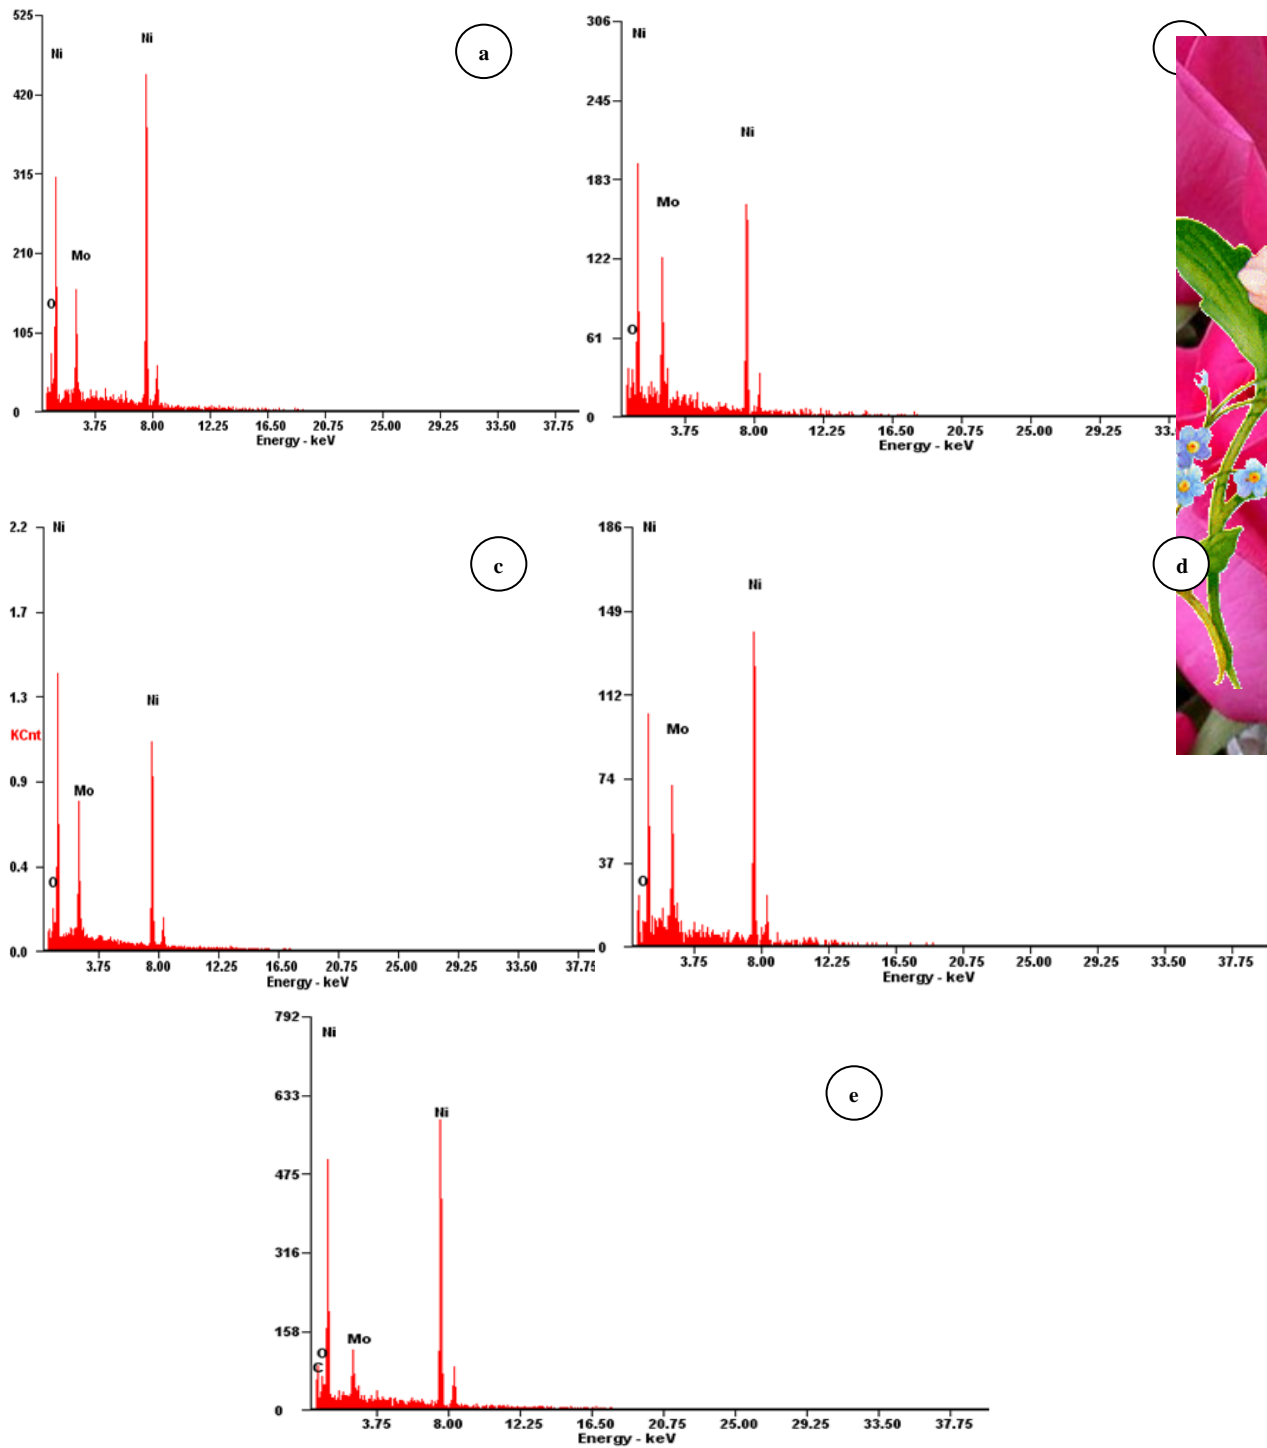 525
420
315
210
105
0
Ni
Ni
Mo
O
a
3.75 8.00 12.25 16.50 20.75 25.00 29.25 33.50 37.75
Energy - keV
306
245
183
122
61
0
Ni
Ni
Mo
O
3.75 8.00 12.25 16.50 20.75 25.00 29.25 33.
Energy - keV
2.2
1.7
1.3
KCnt
0.9
0.4
0.0
Ni
Ni
Mo
O
c
3.75 8.00 12.25 16.50 20.75 25.00 29.25 33.50 37.75
Energy - keV
186
149
112
74
37
0
Ni
Ni
Mo
O
d
3.75 8.00 12.25 16.50 20.75 25.00 29.25 33.50 37.75
Energy - keV
792
633
475
316
158
0
Ni
Ni
Mo
O
C
e
3.75 8.00 12.25 16.50 20.75 25.00 29.25 33.50 37.75
Energy - keV